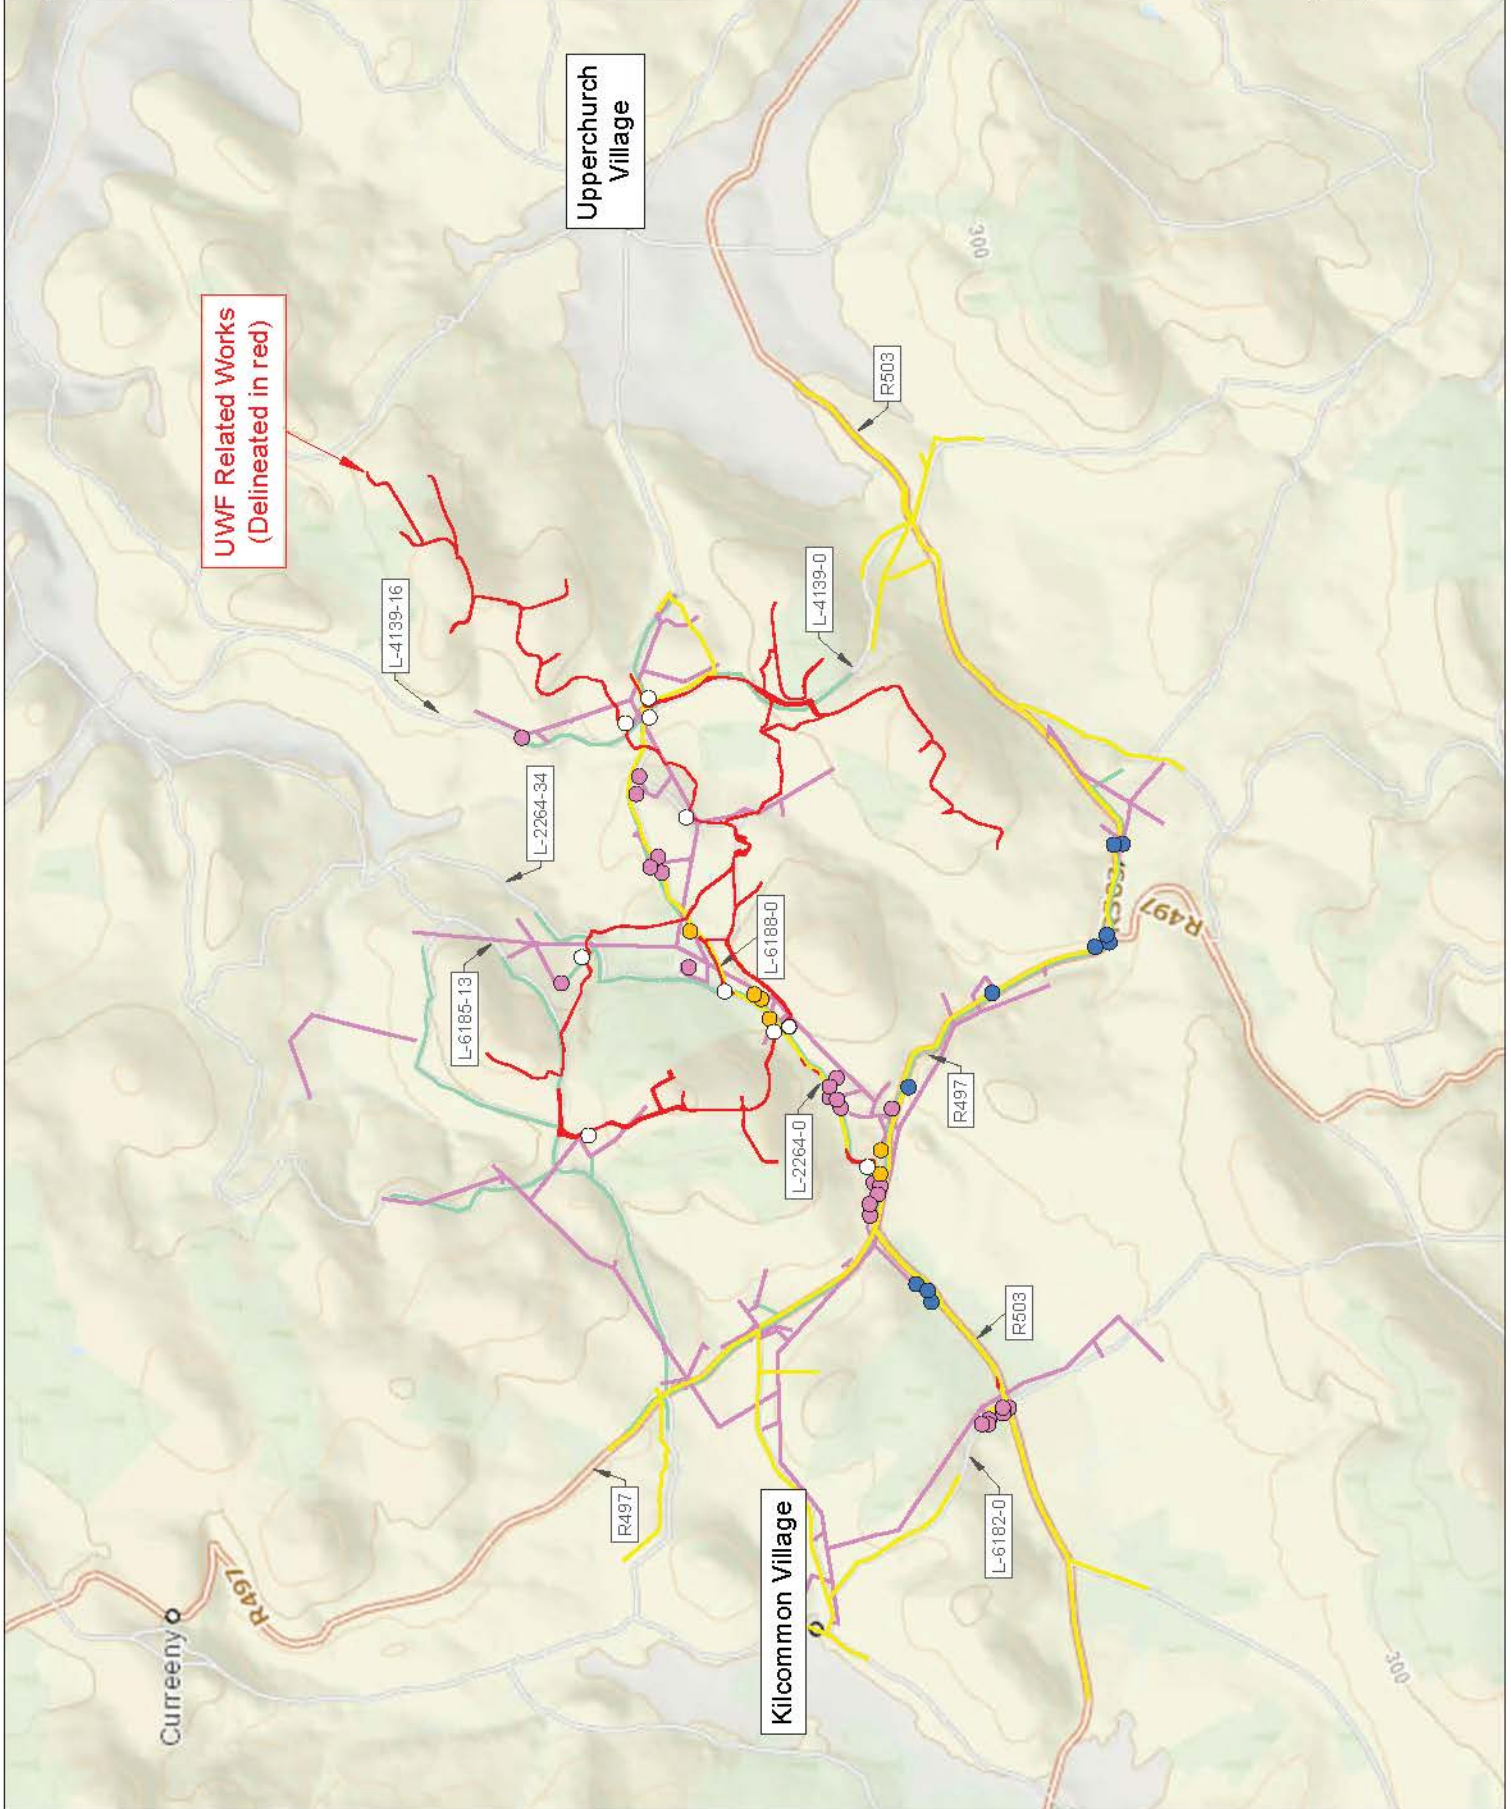 Upperchurch
Village
UWF Related Works
(Delineated in red)
R503
300
L-4139-16
L-4139-0
L-2264-34
L-6188-0
L-6185-13
R497
R497
L-2264-0
R503
R497
L-6182-0
Kilcommon Village
Curreeny
R497
300